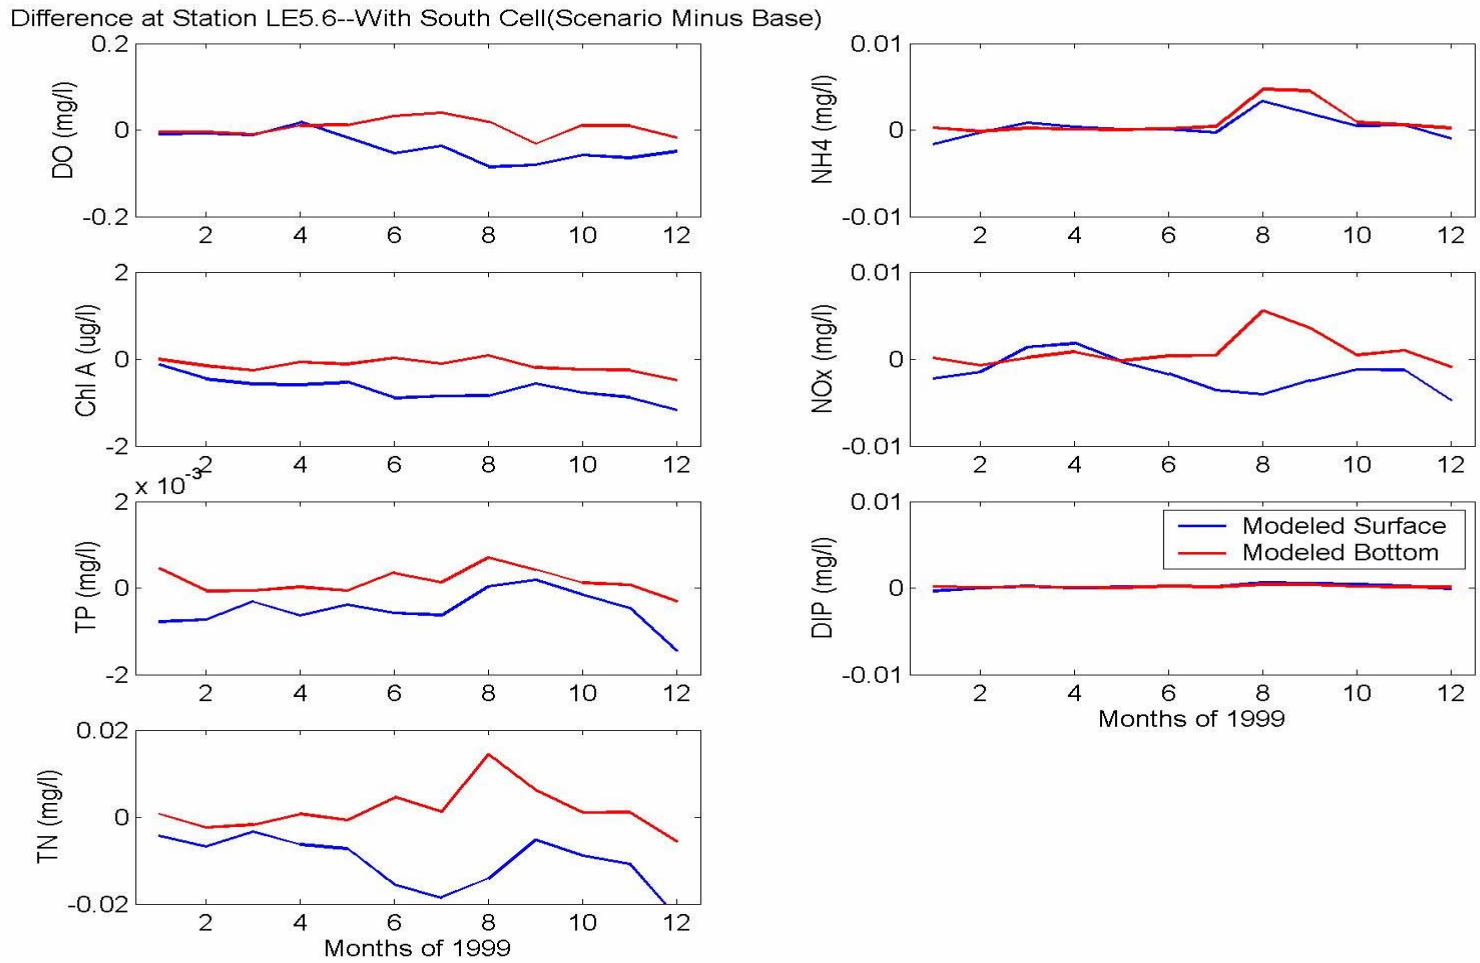 Difference at Station LE5.6--With South Cell(Scenario Minus Base)
0.2
0
-0.2
DO (mg/l)
2 4 6 8 10 12
0.01
0
-0.01
NH4 (mg/l)
2 4 6 8 10 12
2
0
-2
Chl A (ug/l)
2 4 6 8 10 12
0.01
0
-0.01
NOx (mg/l)
2 4 6 8 10 12
x 10-3
2
0
-2
TP (mg/l)
2 4 6 8 10 12
0.01
0
-0.01
DIP (mg/l)
Modeled Surface
Modeled Bottom
2 4 6 8 10 12
Months of 1999
0.02
0
-0.02
TN (mg/l)
2 4 6 8 10 12
Months of 1999